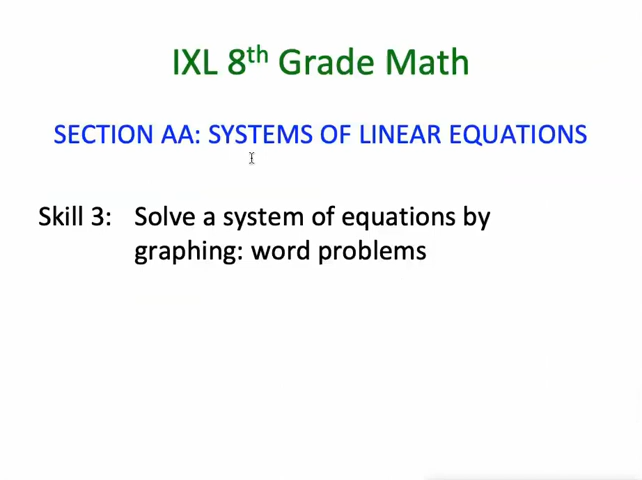 IXL 8th Grade Math
SECTION AA: SYSTEMS OF LINEAR EQUATIONS
Skill 3: Solve a system of equations by
graphing: word problems